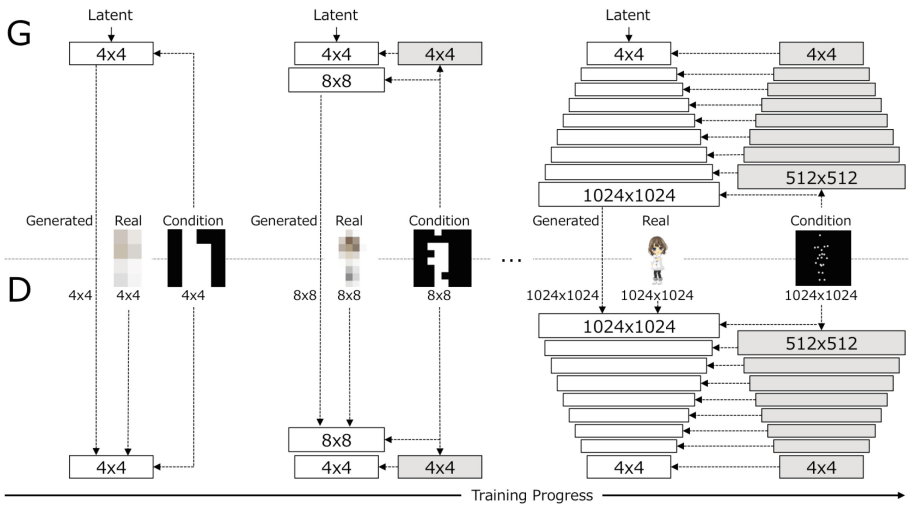 G
Latent
Latent
Latent
4x4
4x4
4x4
4x4
4x4
8x8
512x512
1024x1024
Generated
Real
Condition
Generated
Real
Condition
Generated
Real
Condition
...
D
4x4
4x4
4x4
8x8
8x8
8x8
1024x1024
1024x1024
1024x1024
1024x1024
512x512
8x8
4x4
4x4
4x4
4x4
4x4
Training Progress